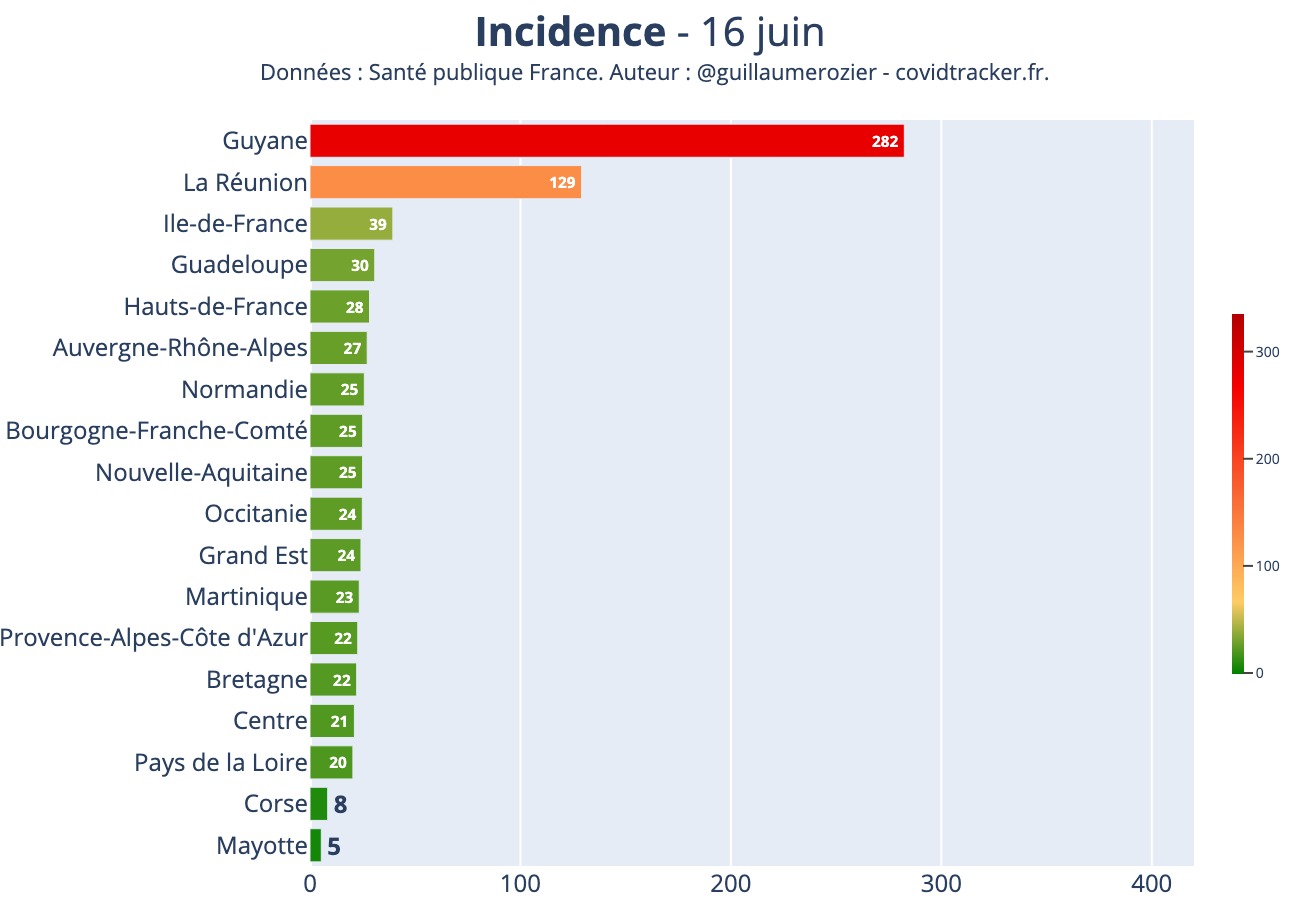 Incidence - 16 juin
Données : Santé publique France. Auteur : @guillaumerozier - covidtracker.fr.
Guyane 282
La Réunion 129
Ile-de-France 39
Guadeloupe 30
Hauts-de-France 28
Auvergne-Rhône-Alpes 27
Normandie 25
Bourgogne-Franche-Comté 25
Nouvelle-Aquitaine 25
Occitanie 24
Grand Est 24
Martinique 23
Provence-Alpes-Côte d'Azur 22
Bretagne 22
Centre 21
Pays de la Loire 20
Corse 8
Mayotte 5
0 100 200 300 400
300
200
100
0